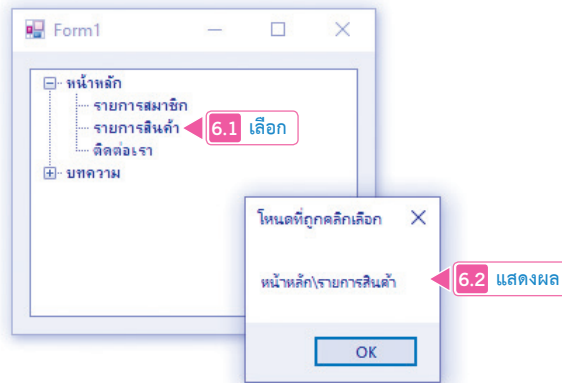 Form1
หน้าหลัก
รายการสมาชิก
รายการสินค้า
6.1 เลือก
ติดต่อเรา
บทความ
โหนดที่ถูกคลิกเลือก
หน้าหลัก\รายการสินค้า
6.2 แสดงผล
OK